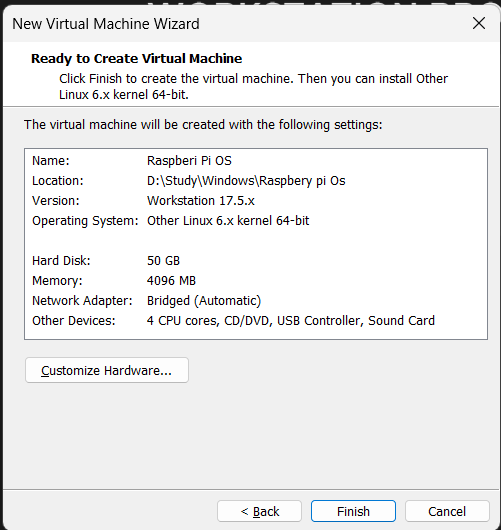 WORKSTATION PRO
New Virtual Machine Wizard
Ready to Create Virtual Machine
Click Finish to create the virtual machine. Then you can install Other
Linux 6.x kernel 64-bit.
The virtual machine will be created with the following settings:
Name: Raspberi Pi OS
Location: D:\Study\Windows\Raspbery pi Os
Version: Workstation 17.5.x
Operating System: Other Linux 6.x kernel 64-bit
Hard Disk: 50 GB
Memory: 4096 MB
Network Adapter: Bridged (Automatic)
Other Devices: 4 CPU cores, CD/DVD, USB Controller, Sound Card
Customize Hardware...
< Back Finish Cancel